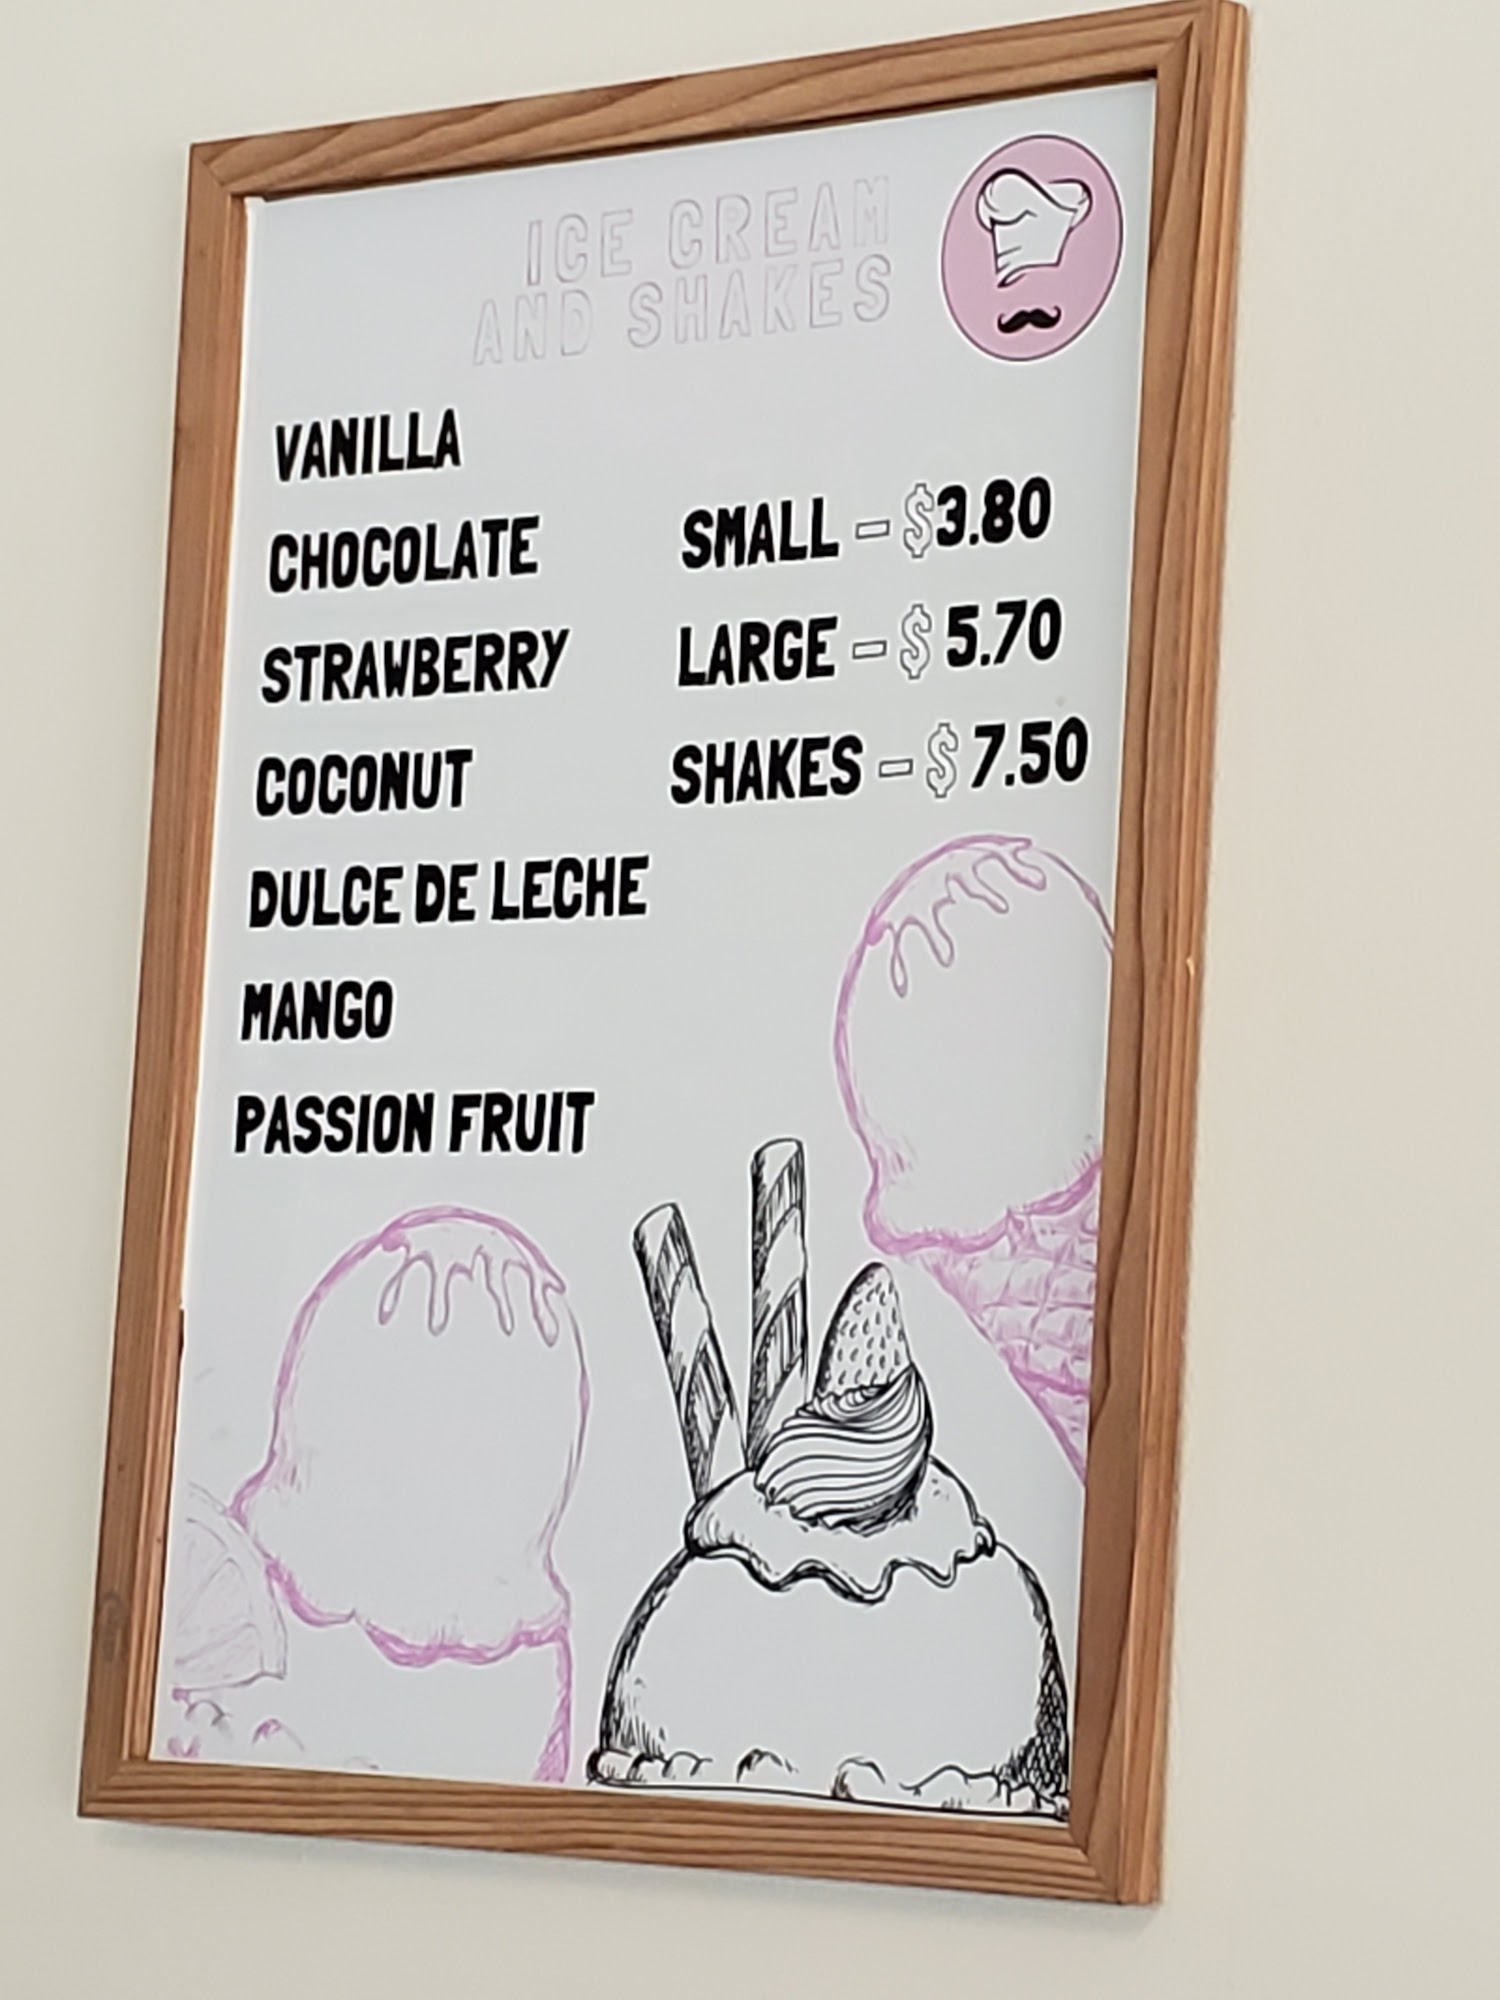 ICE CREAM
AND SHAKES
VANILLA
CHOCOLATE
STRAWBERRY
COCONUT
DULCE DE LECHE
MANGO
PASSION FRUIT
SMALL - $3.80
LARGE - $ 5.70
SHAKES - $ 7.50